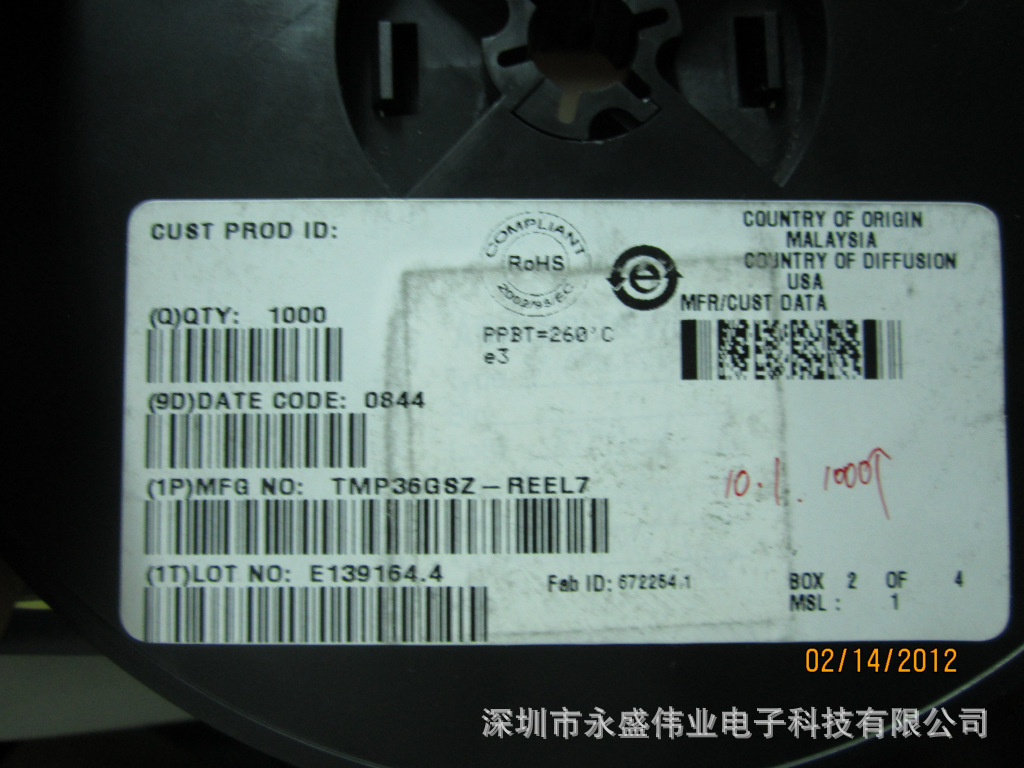 CUST PROD ID:
COMPLIANT
RoHS
2002/95/EC
e
COUNTRY OF ORIGIN
MALAYSIA
COUNTRY OF DIFFUSION
USA
MFR/CUST DATA
(Q)QTY: 1000
PPBT=260°C
e3
(9D)DATE CODE: 0844
(1P)MFG NO: TMP36GSZ-REEL7
10.1. 1000
(1T)LOT NO: E139164.4
Fab ID: 672254.1
BOX 2 OF 4
MSL : 1
02/14/2012
深圳市永盛伟业电子科技有限公司